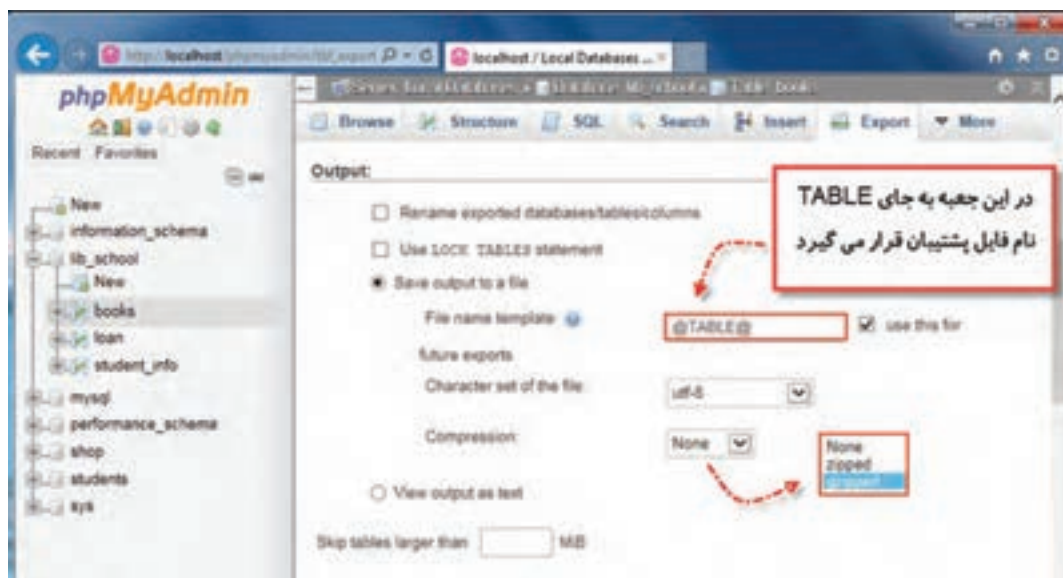 localhost / Local Databases ...
phpMyAdmin
Recent Favorites
New
information_schema
lib_school
New
books
loan
student_info
mysql
performance_schema
shop
students
sys
Browse Structure SQL Search Insert Export More
Output:
Rename exported databases/tables/columns
Use LOCK TABLES statement
Save output to a file
File name template @TABLE@ use this for
future exports
Character set of the file: utf-8
Compression: None
None
zipped
gzipped
View output as text
Skip tables larger than MiB
در این جعبه به جای TABLE
نام فایل پشتیبان قرار می گیرد